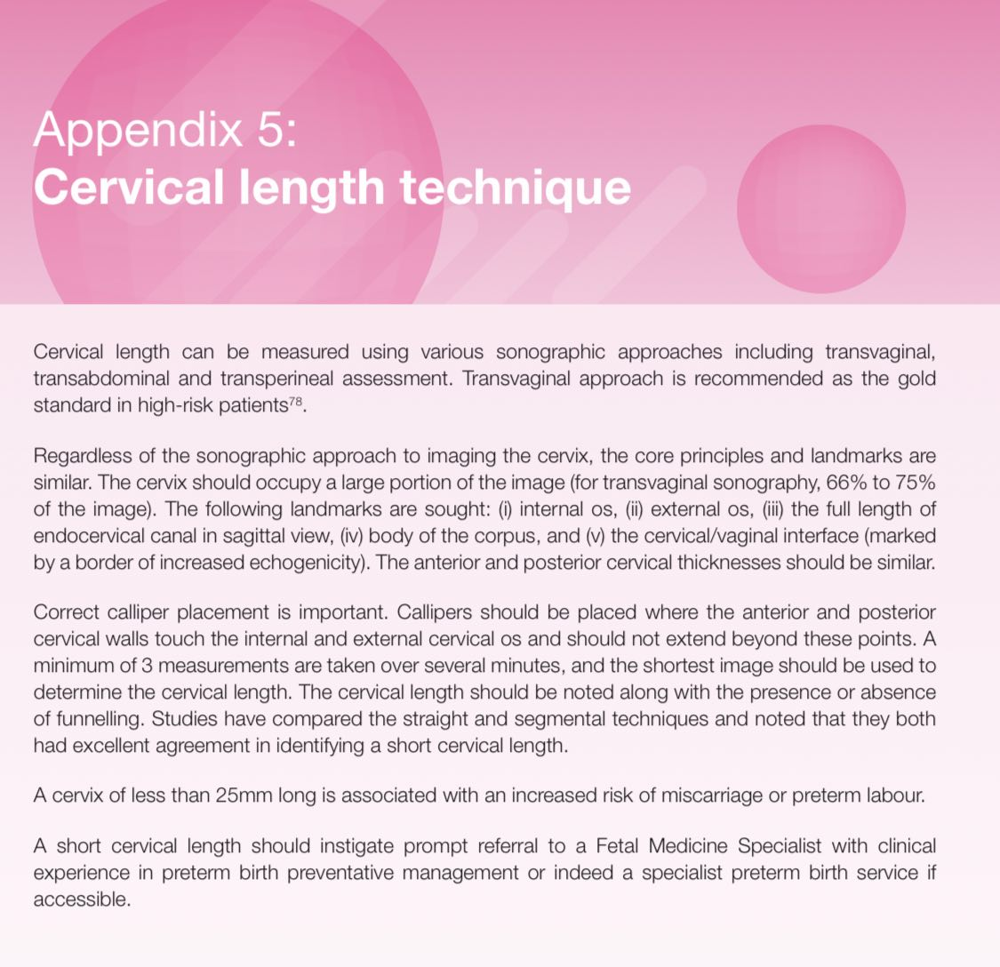 Appendix 5:
Cervical length technique
Cervical length can be measured using various sonographic approaches including transvaginal,
transabdominal and transperineal assessment. Transvaginal approach is recommended as the gold
standard in high-risk patients⁷⁸.
Regardless of the sonographic approach to imaging the cervix, the core principles and landmarks are
similar. The cervix should occupy a large portion of the image (for transvaginal sonography, 66% to 75%
of the image). The following landmarks are sought: (i) internal os, (ii) external os, (iii) the full length of
endocervical canal in sagittal view, (iv) body of the corpus, and (v) the cervical/vaginal interface (marked
by a border of increased echogenicity). The anterior and posterior cervical thicknesses should be similar.
Correct calliper placement is important. Callipers should be placed where the anterior and posterior
cervical walls touch the internal and external cervical os and should not extend beyond these points. A
minimum of 3 measurements are taken over several minutes, and the shortest image should be used to
determine the cervical length. The cervical length should be noted along with the presence or absence
of funnelling. Studies have compared the straight and segmental techniques and noted that they both
had excellent agreement in identifying a short cervical length.
A cervix of less than 25mm long is associated with an increased risk of miscarriage or preterm labour.
A short cervical length should instigate prompt referral to a Fetal Medicine Specialist with clinical
experience in preterm birth preventative management or indeed a specialist preterm birth service if
accessible.